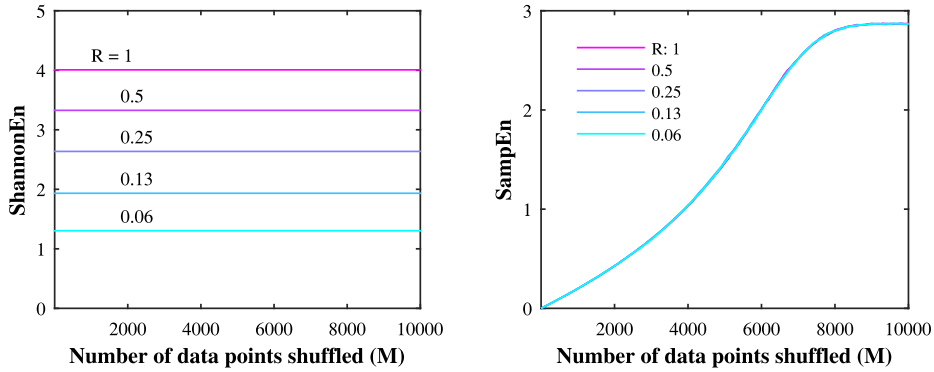 ShannonEn
5
4
3
2
1
0
R = 1
0.5
0.25
0.13
0.06
2000 4000 6000 8000 10000
Number of data points shuffled (M)
SampEn
3
2
1
0
R: 1
0.5
0.25
0.13
0.06
2000 4000 6000 8000 10000
Number of data points shuffled (M)